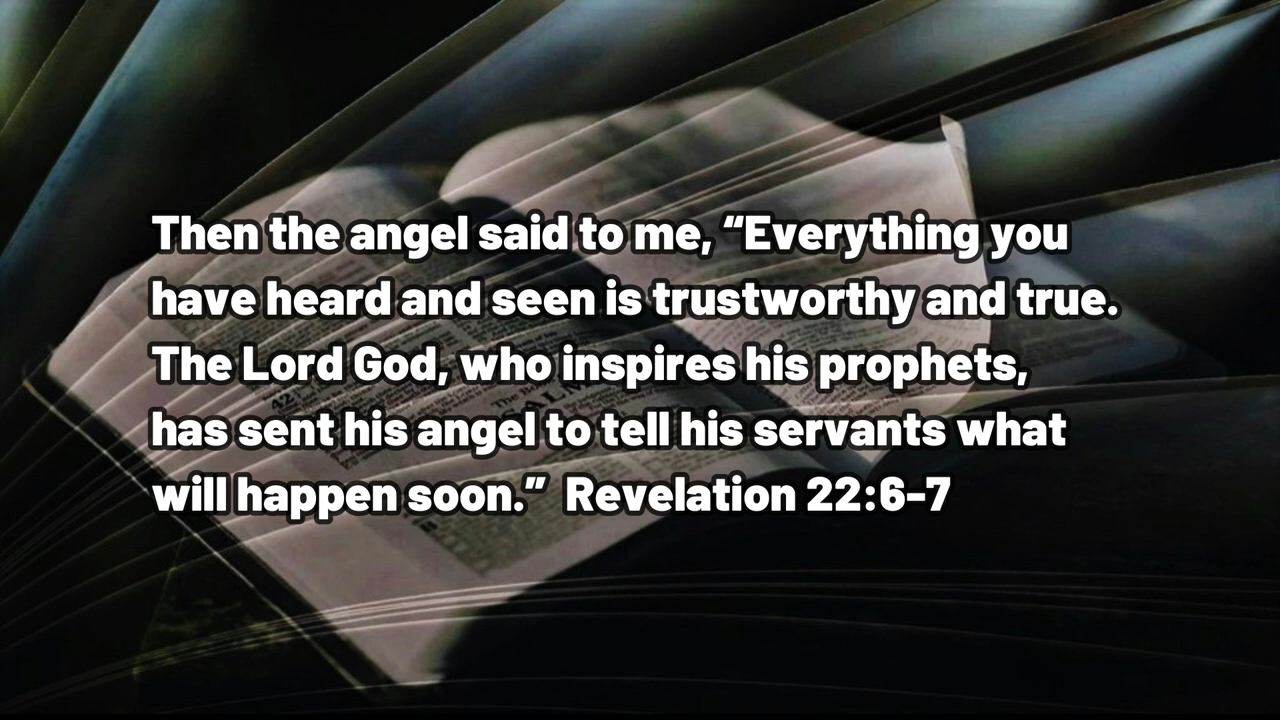 Then the angel said to me, “Everything you
have heard and seen is trustworthy and true.
The Lord God, who inspires his prophets,
has sent his angel to tell his servants what
will happen soon.”  Revelation 22:6-7
42